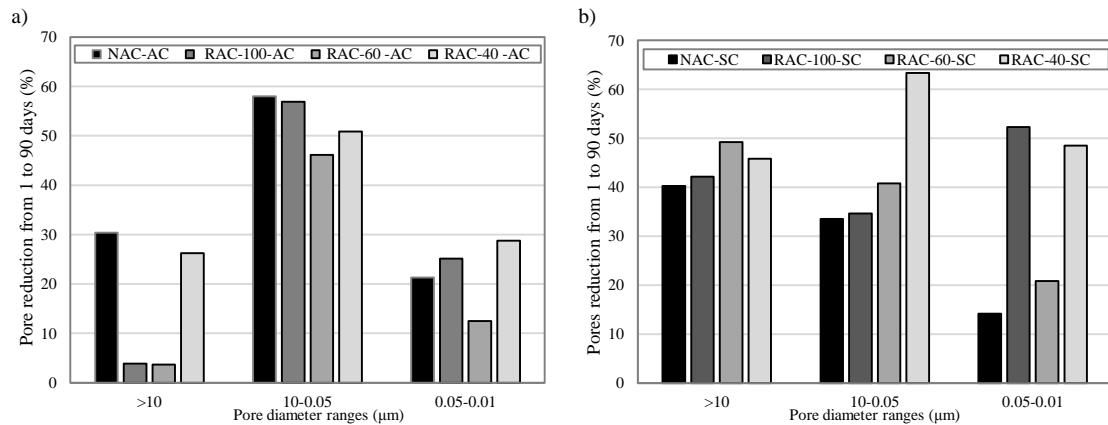 a)
70
60
50
40
30
20
10
0
Pore reduction from 1 to 90 days (%)
NAC-AC RAC-100-AC RAC-60 -AC RAC-40 -AC
>10 10-0.05 0.05-0.01
Pore diameter ranges (μm)
b)
70
60
50
40
30
20
10
0
Pores reduction from 1 to 90 days (%)
NAC-SC RAC-100-SC RAC-60-SC RAC-40-SC
>10 10-0.05 0.05-0.01
Pore diameter ranges (μm)